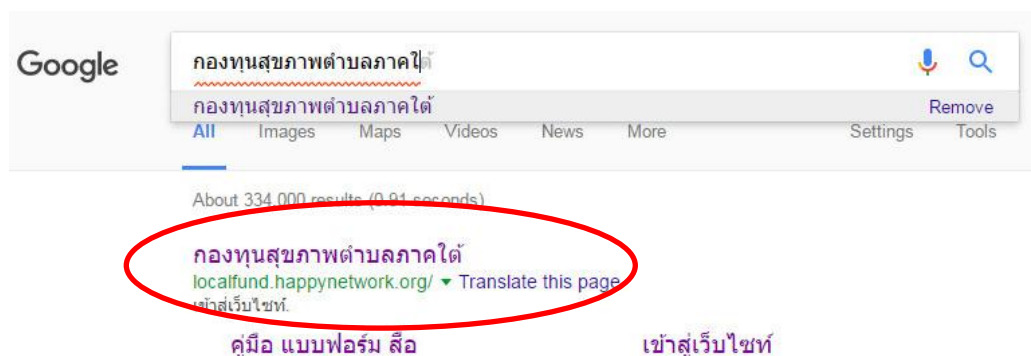 Google
กองทุนสุขภาพตำบลภาคใต้
กองทุนสุขภาพตำบลภาคใต้ Remove
All Images Maps Videos News More Settings Tools
About 334,000 results (0.91 seconds)
กองทุนสุขภาพตำบลภาคใต้
localfund.happynetwork.org/ ▼ Translate this page
เข้าสู่เว็บไซท์.
คู่มือ แบบฟอร์ม สื่อ เข้าสู่เว็บไซท์